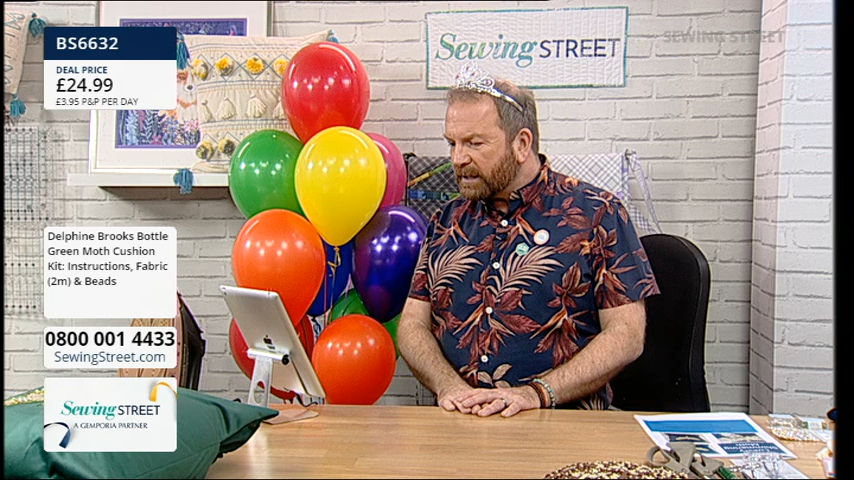 BS6632
DEAL PRICE
£24.99
£3.95 P&P PER DAY
Delphine Brooks Bottle
Green Moth Cushion
Kit: Instructions, Fabric
(2m) & Beads
0800 001 4433
SewingStreet.com
Sewing STREET
A GEMPORIA PARTNER
Sewing STREET
SEWING STREET